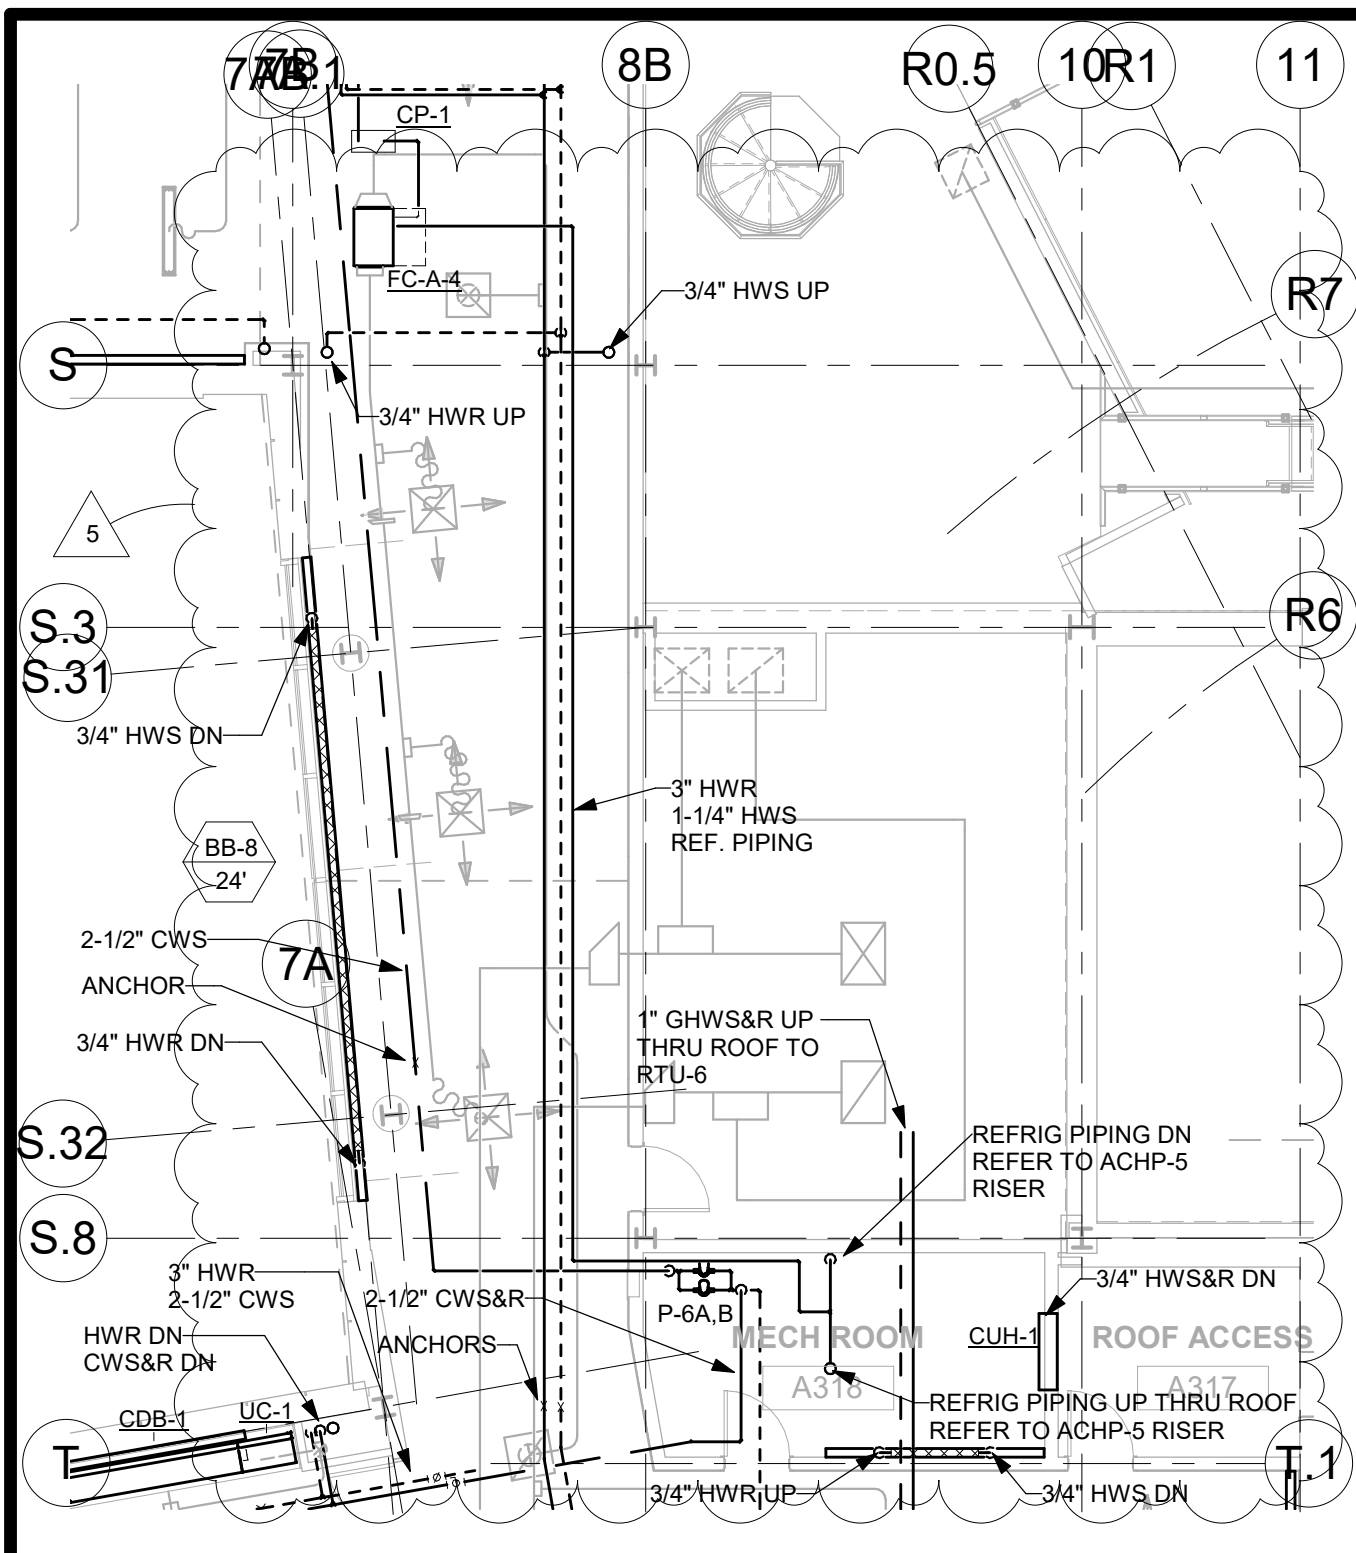 7AB
7B.1
8B
R0.5
10
R1
11
CP-1
FC-A-4
3/4" HWS UP
R7
S
3/4" HWR UP
5
S.3
R6
S.31
3/4" HWS DN
3" HWR
1-1/4" HWS
REF. PIPING
BB-8
24'
2-1/2" CWS
7A
ANCHOR
1" GHWS&R UP
THRU ROOF TO
RTU-6
3/4" HWR DN
S.32
REFRIG PIPING DN
REFER TO ACHP-5
RISER
S.8
3" HWR
2-1/2" CWS
2-1/2" CWS&R
P-6A,B
3/4" HWS&R DN
HWR DN
CWS&R DN
ANCHORS
MECH ROOM
A318
CUH-1
ROOF ACCESS
A317
REFRIG PIPING UP THRU ROOF
REFER TO ACHP-5 RISER
CDB-1
UC-1
T
T.1
3/4" HWR UP
3/4" HWS DN